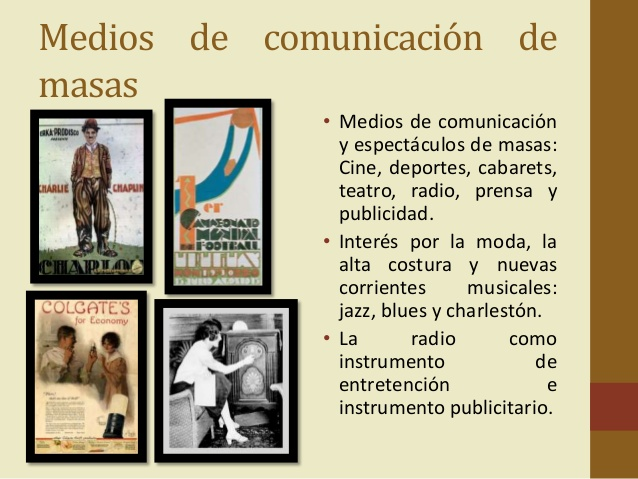 Medios de comunicación de
masas
CHARLIE CHAPLIN
CHARLOT
1er
CAMPEONATO
MUNDIAL
FOOTBALL
COLGATE'S
for Economy
• Medios de comunicación
y espectáculos de masas:
Cine, deportes, cabarets,
teatro, radio, prensa y
publicidad.
• Interés por la moda, la
alta costura y nuevas
corrientes musicales:
jazz, blues y charlestón.
• La radio como
instrumento de
entretención e
instrumento publicitario.